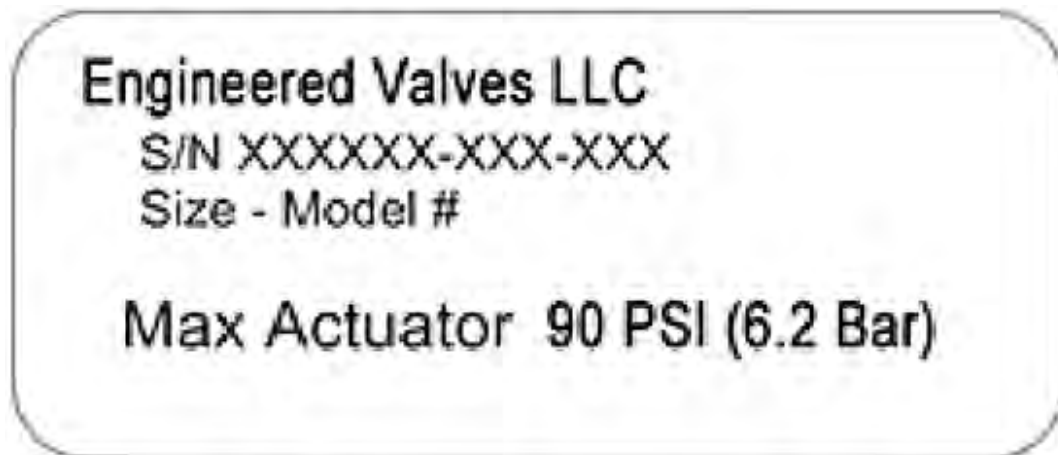 Engineered Valves LLC
S/N XXXXXX-XXX-XXX
Size - Model #
Max Actuator 90 PSI (6.2 Bar)